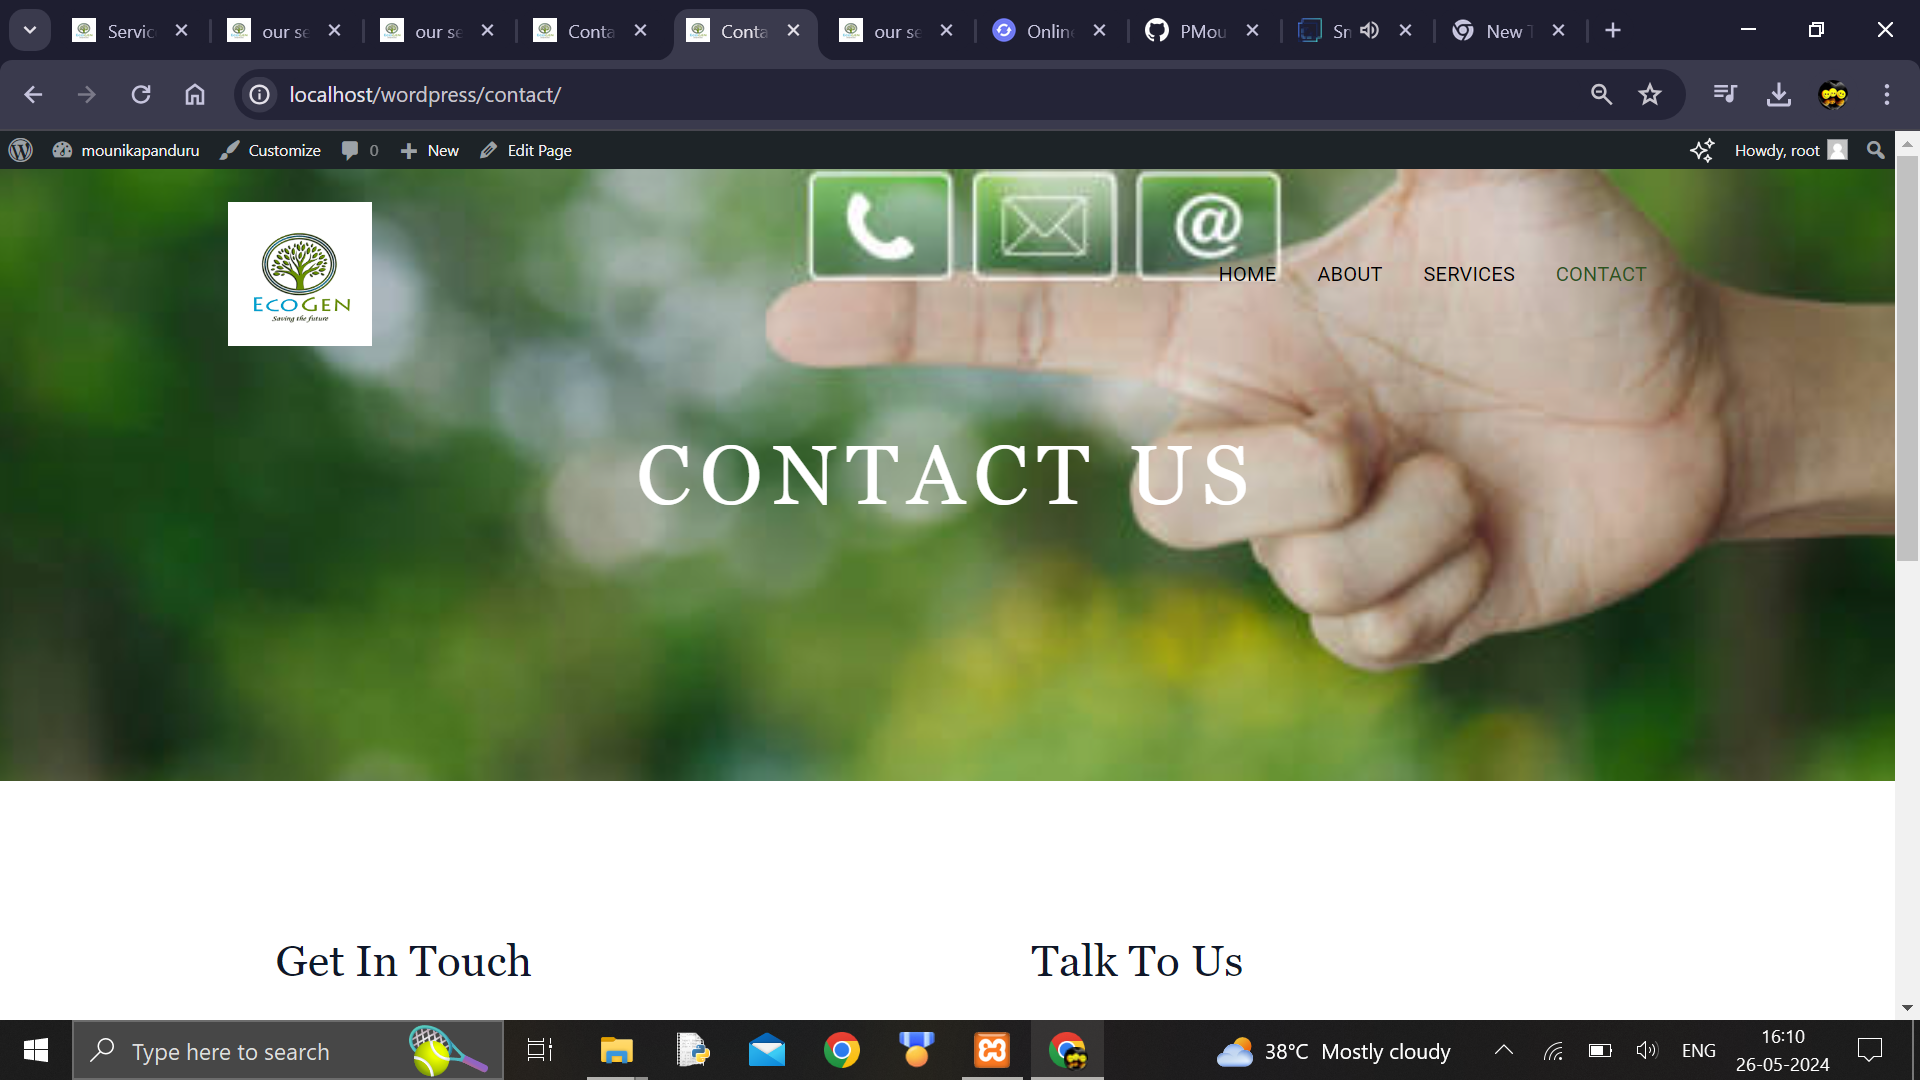 Servic
our se
our se
Conta
Conta
our se
Online
PMou
Sn
New T
localhost/wordpress/contact/
mounikapanduru
Customize
0
New
Edit Page
Howdy, root
@
ECOGEN
Saving the future
HOME
ABOUT
SERVICES
CONTACT
CONTACT US
Get In Touch
Talk To Us
Type here to search
38°C Mostly cloudy
ENG
16:10
26-05-2024